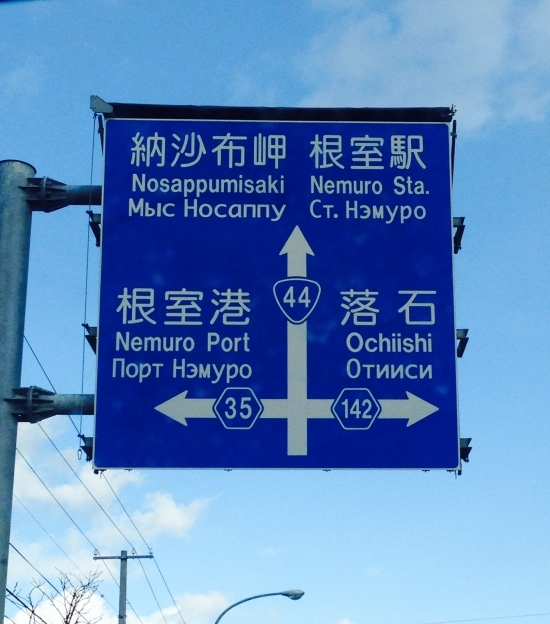 納沙布岬 根室駅
Nosappumisaki Nemuro Sta.
Мыс Носаппу Ст. Нэмуро
44
根室港 落石
Nemuro Port Ochiishi
Порт Нэмуро Отииси
35 142